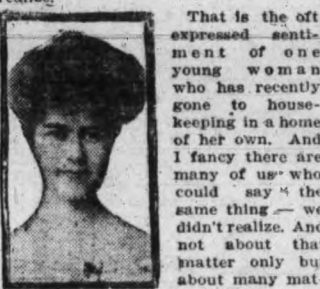 That is the oft
expressed senti-
ment of one
young woman
who has recently
gone to house-
keeping in a home
of her own. And
I fancy there are
many of us who
could say the
same thing — we
didn't realize. And
not about tha
matter only bu
about many mat-